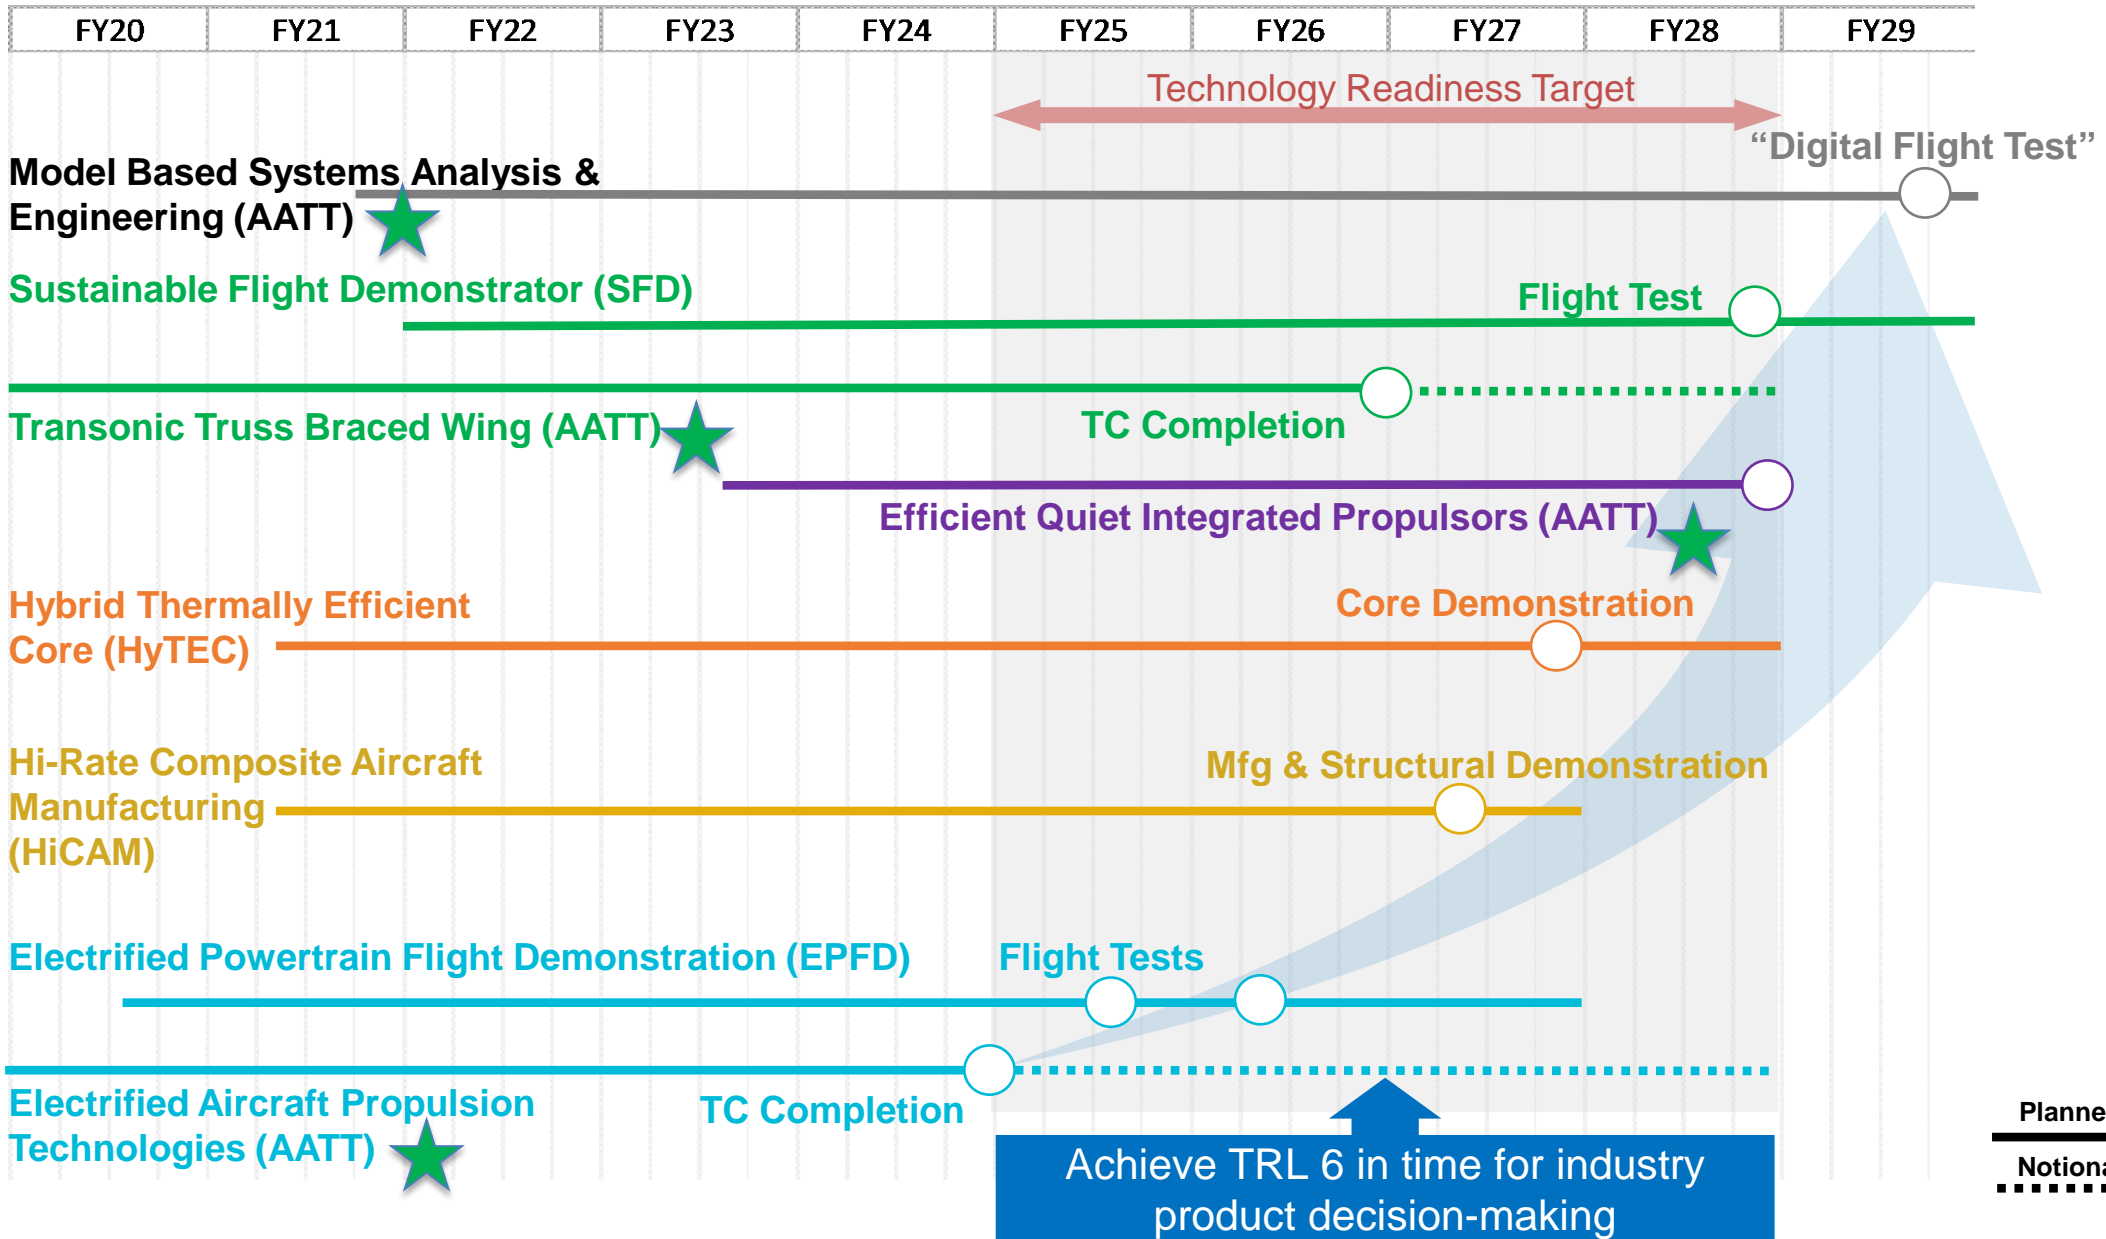 FY20 FY21 FY22 FY23 FY24 FY25 FY26 FY27 FY28 FY29
Technology Readiness Target
“Digital Flight Test”
Model Based Systems Analysis &
Engineering (AATT)
Sustainable Flight Demonstrator (SFD)
Flight Test
TC Completion
Transonic Truss Braced Wing (AATT)
Efficient Quiet Integrated Propulsors (AATT)
Hybrid Thermally Efficient
Core (HyTEC)
Core Demonstration
Hi-Rate Composite Aircraft
Manufacturing
(HiCAM)
Mfg & Structural Demonstration
Electrified Powertrain Flight Demonstration (EPFD)
Flight Tests
Electrified Aircraft Propulsion
Technologies (AATT)
TC Completion
Achieve TRL 6 in time for industry
product decision-making
Planne
Notiona